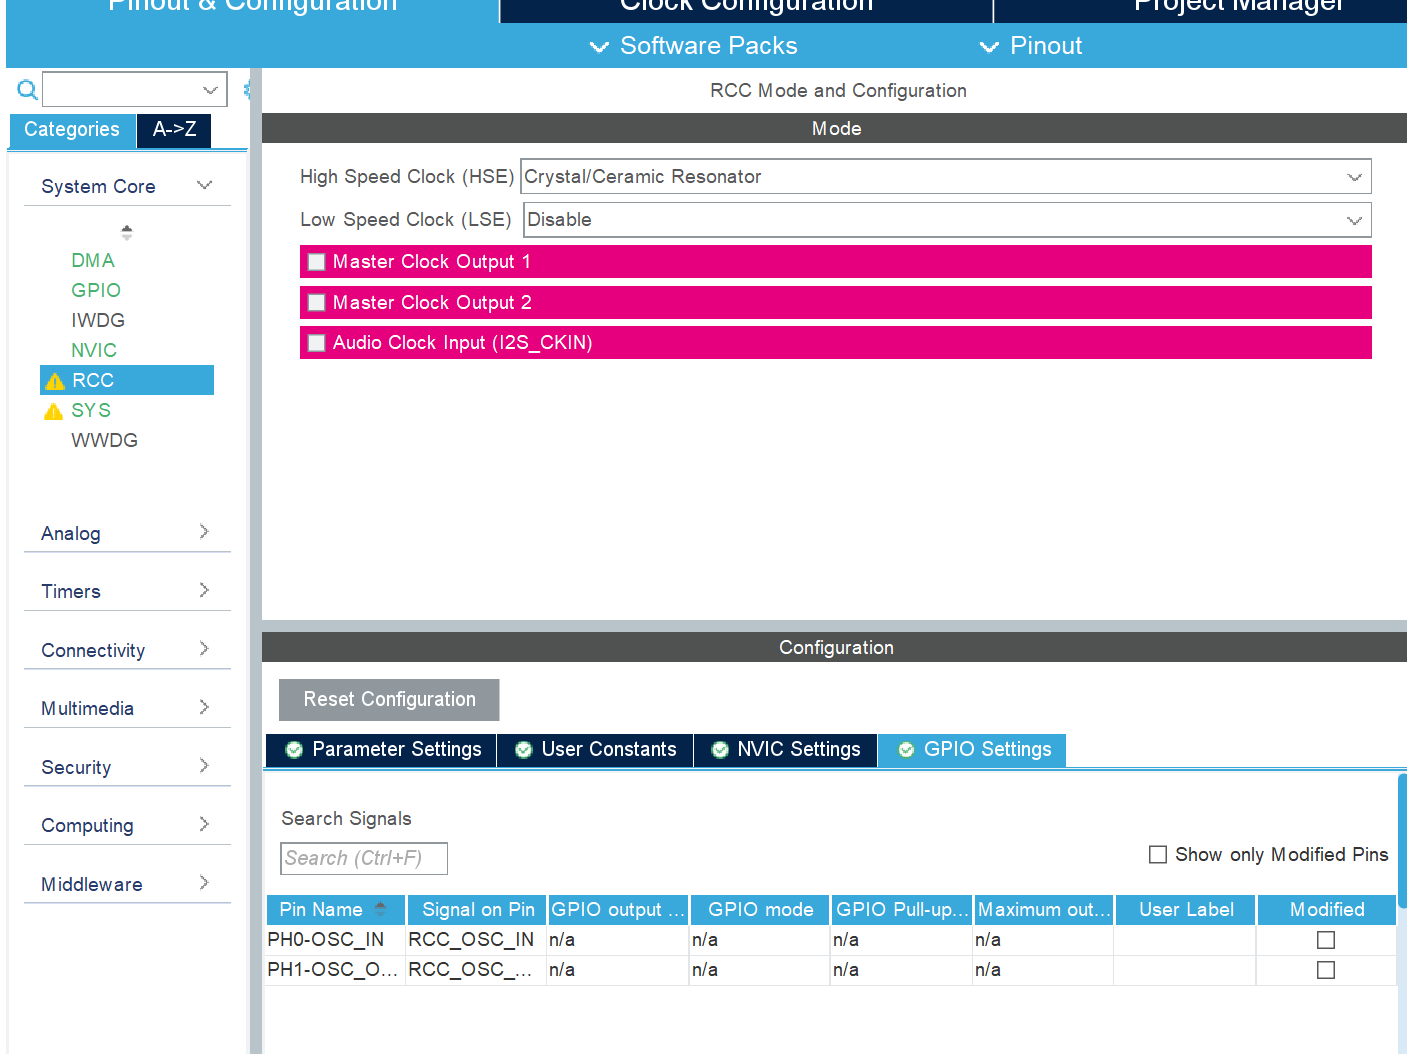 Pinout & Configuration
Clock Configuration
Project Manager
Software Packs
Pinout
RCC Mode and Configuration
Categories
A->Z
Mode
System Core
High Speed Clock (HSE)
Crystal/Ceramic Resonator
Low Speed Clock (LSE)
Disable
DMA
GPIO
IWDG
NVIC
RCC
SYS
WWDG
Master Clock Output 1
Master Clock Output 2
Audio Clock Input (I2S_CKIN)
Analog
Timers
Connectivity
Multimedia
Security
Computing
Middleware
Configuration
Reset Configuration
Parameter Settings
User Constants
NVIC Settings
GPIO Settings
Search Signals
Search (Ctrl+F)
Show only Modified Pins
Pin Name Signal on Pin GPIO output ... GPIO mode GPIO Pull-up... Maximum out... User Label Modified
PH0-OSC_IN RCC_OSC_IN n/a n/a n/a n/a
PH1-OSC_O... RCC_OSC_... n/a n/a n/a n/a